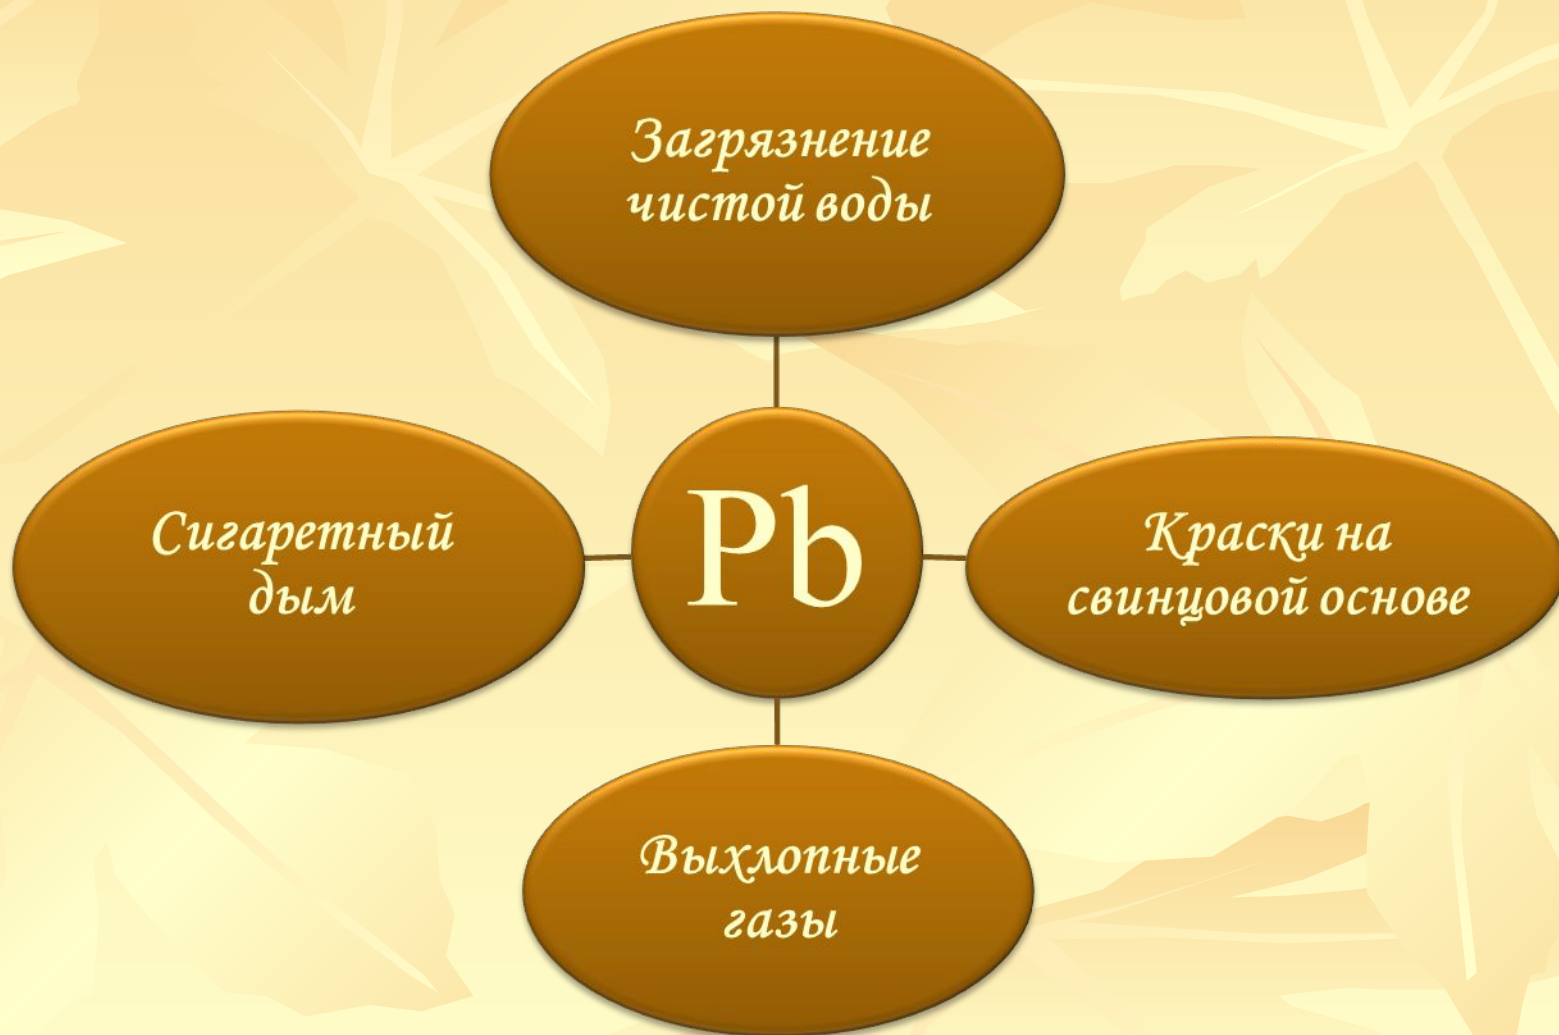 Загрязнение
чистой воды
Сигаретный
дым
Pb
Краски на
свинцовой основе
Выхлопные
газы